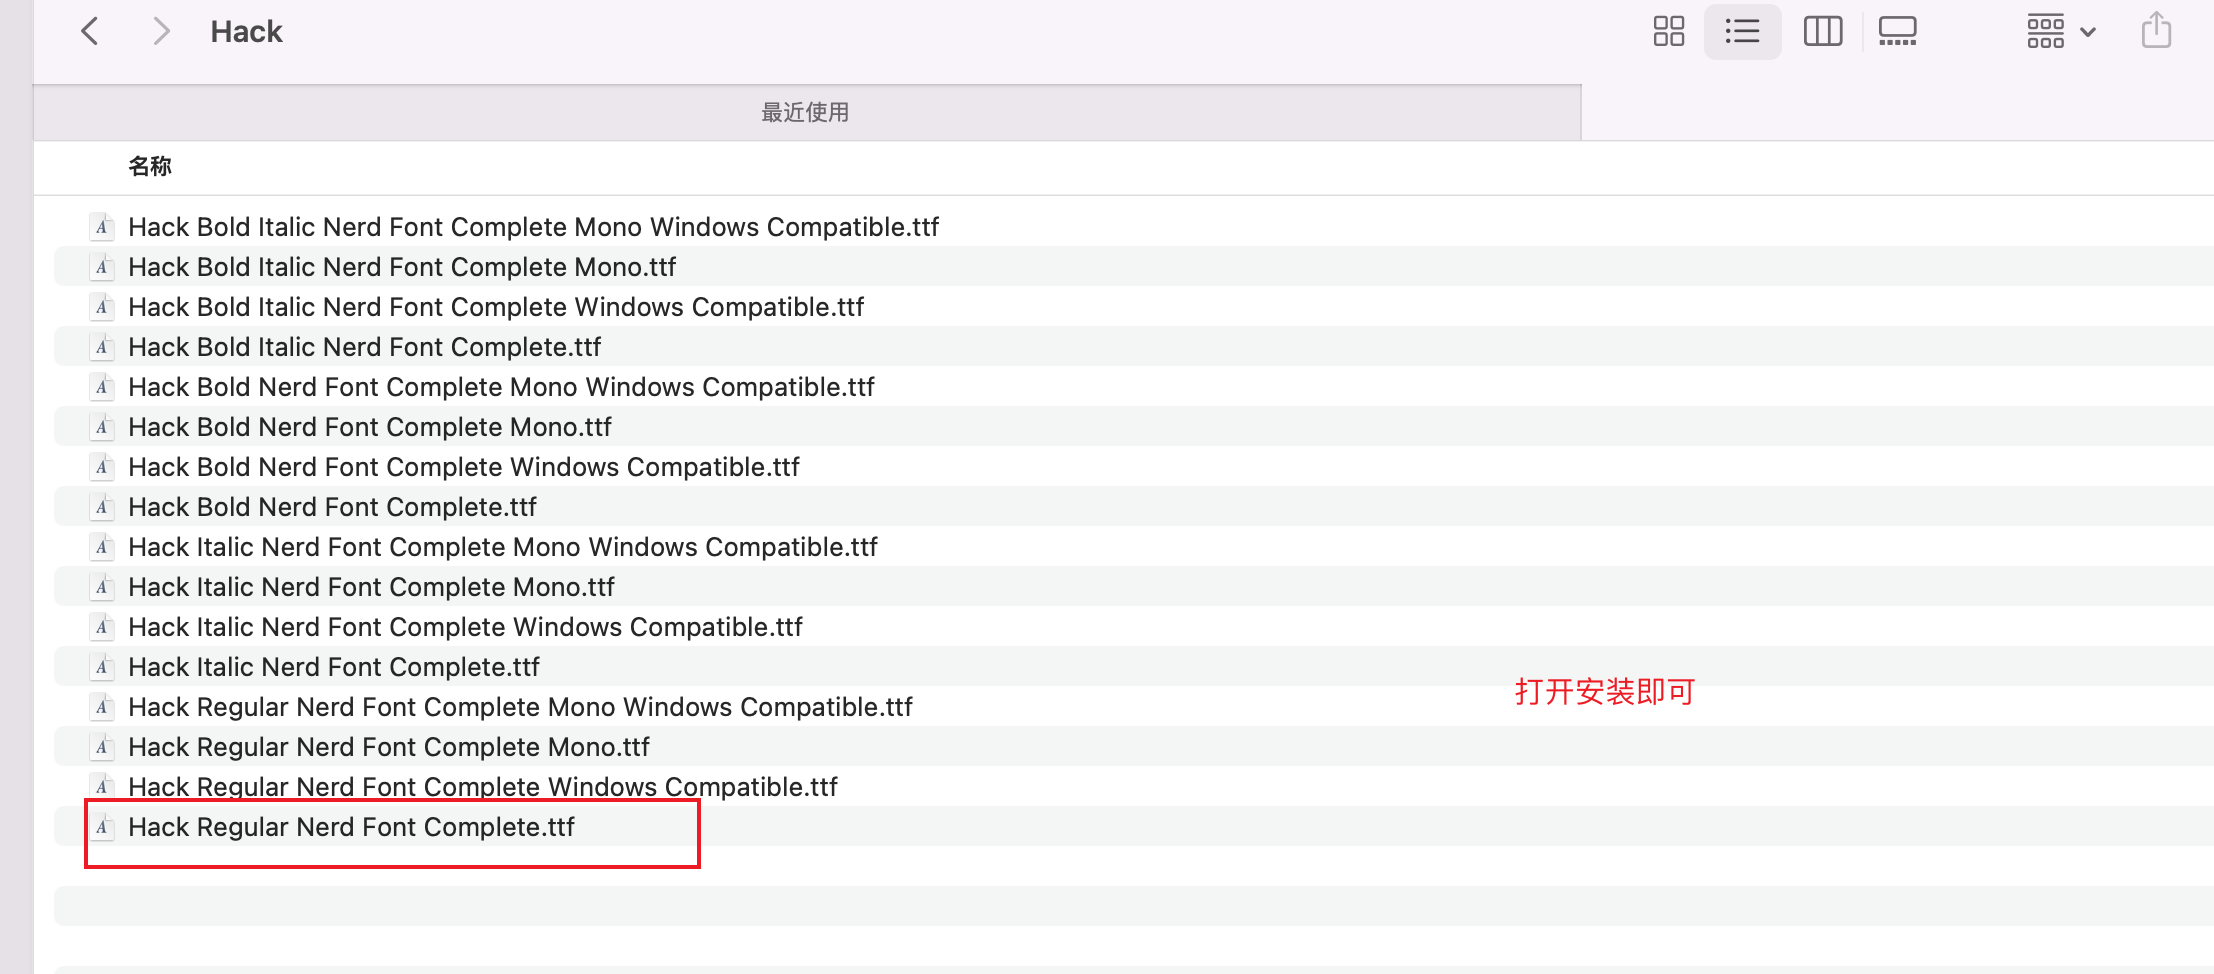 Hack
最近使用
名称
Hack Bold Italic Nerd Font Complete Mono Windows Compatible.ttf
Hack Bold Italic Nerd Font Complete Mono.ttf
Hack Bold Italic Nerd Font Complete Windows Compatible.ttf
Hack Bold Italic Nerd Font Complete.ttf
Hack Bold Nerd Font Complete Mono Windows Compatible.ttf
Hack Bold Nerd Font Complete Mono.ttf
Hack Bold Nerd Font Complete Windows Compatible.ttf
Hack Bold Nerd Font Complete.ttf
Hack Italic Nerd Font Complete Mono Windows Compatible.ttf
Hack Italic Nerd Font Complete Mono.ttf
Hack Italic Nerd Font Complete Windows Compatible.ttf
Hack Italic Nerd Font Complete.ttf
打开安装即可
Hack Regular Nerd Font Complete Mono Windows Compatible.ttf
Hack Regular Nerd Font Complete Mono.ttf
Hack Regular Nerd Font Complete Windows Compatible.ttf
Hack Regular Nerd Font Complete.ttf